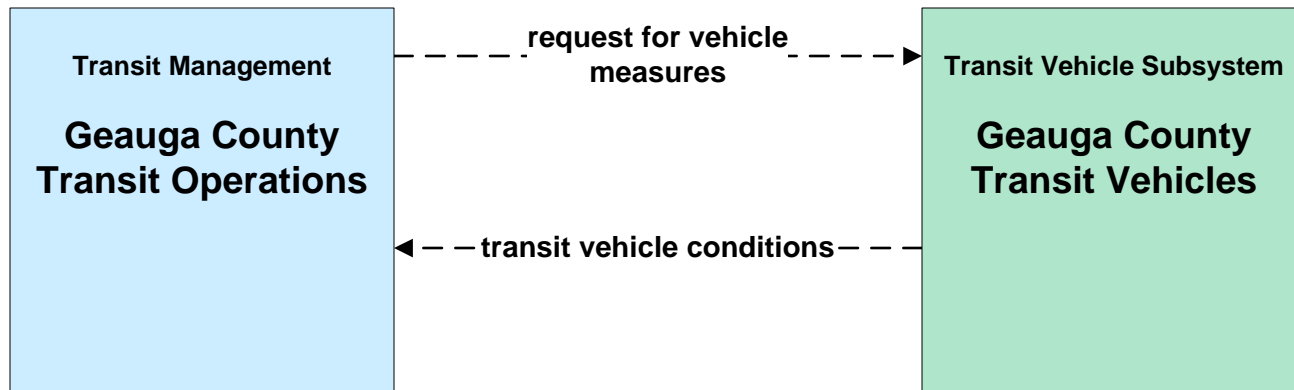 Transit Management
Geauga County
Transit Operations
request for vehicle
measures
transit vehicle conditions
Transit Vehicle Subsystem
Geauga County
Transit Vehicles